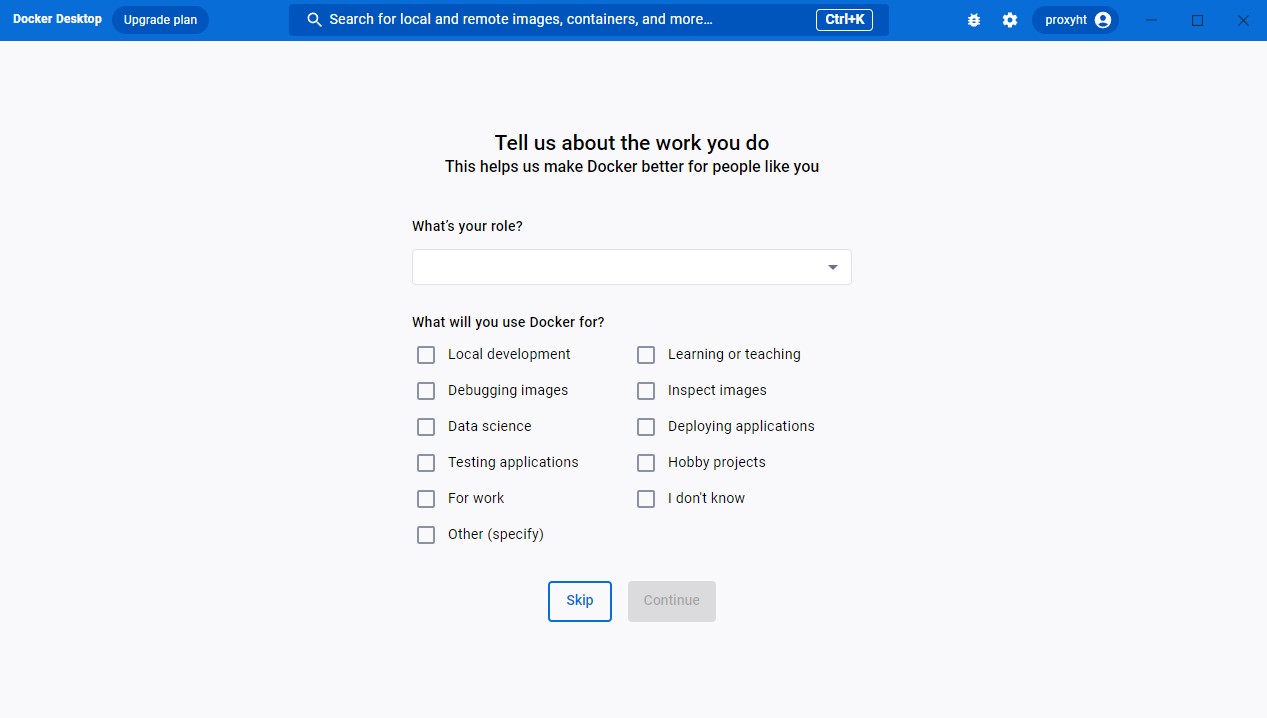 Docker Desktop Upgrade plan Search for local and remote images, containers, and more... Ctrl+K proxyht
Tell us about the work you do
This helps us make Docker better for people like you
What's your role?
What will you use Docker for?
Local development Learning or teaching
Debugging images Inspect images
Data science Deploying applications
Testing applications Hobby projects
For work I don't know
Other (specify)
Skip Continue